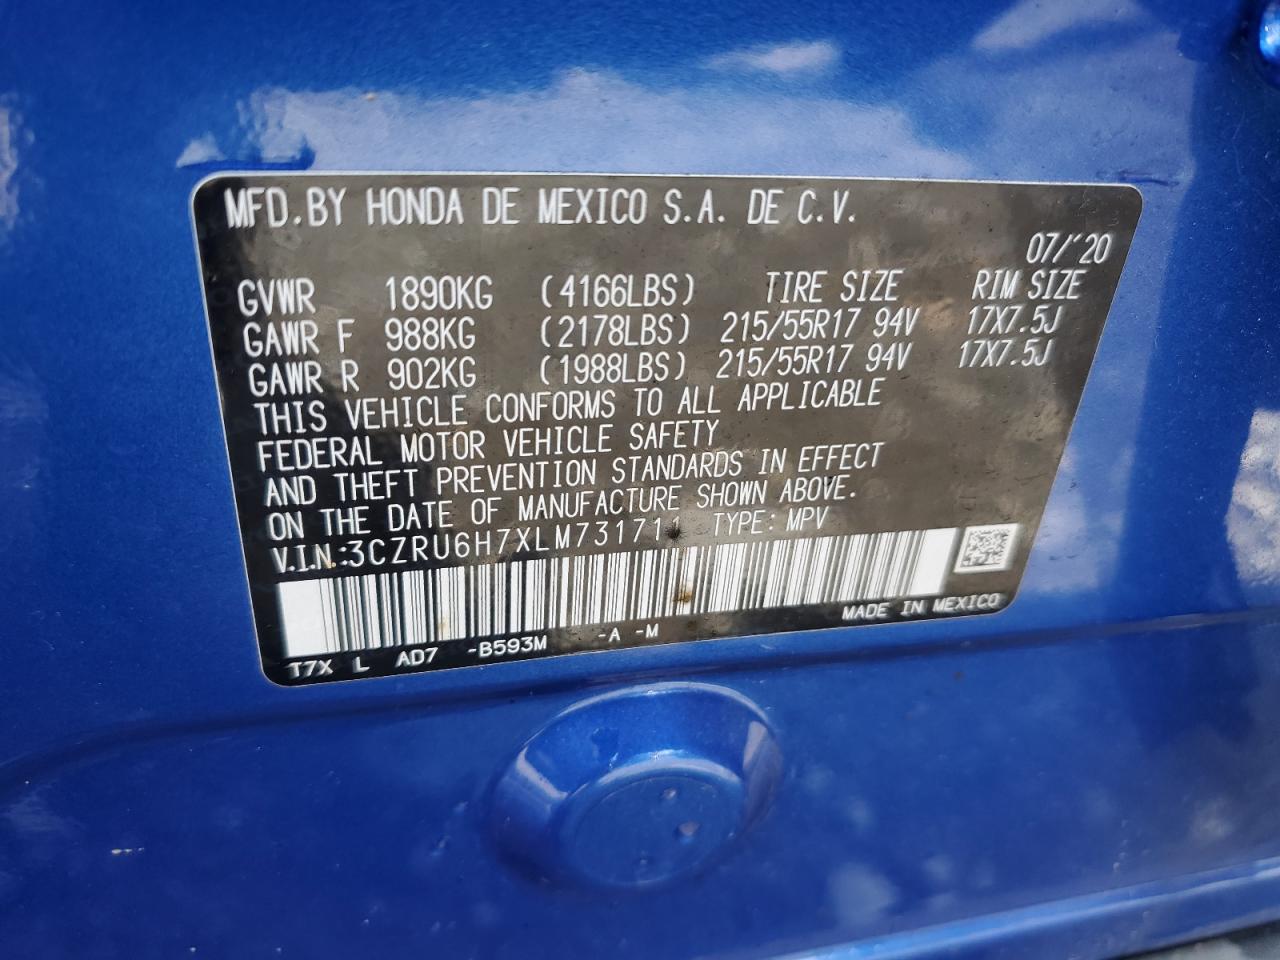 MFD. BY HONDA DE MEXICO S.A. DE C.V.
07/'20
GVWR 1890KG (4166LBS) TIRE SIZE RIM SIZE
GAWR F 988KG (2178LBS) 215/55R17 94V 17X7.5J
GAWR R 902KG (1988LBS) 215/55R17 94V 17X7.5J
THIS VEHICLE CONFORMS TO ALL APPLICABLE
FEDERAL MOTOR VEHICLE SAFETY
AND THEFT PREVENTION STANDARDS IN EFFECT
ON THE DATE OF MANUFACTURE SHOWN ABOVE.
V.I.N.:3CZRU6H7XLM731711 TYPE: MPV
MADE IN MEXICO
T7X L AD7 -B593M -A -M